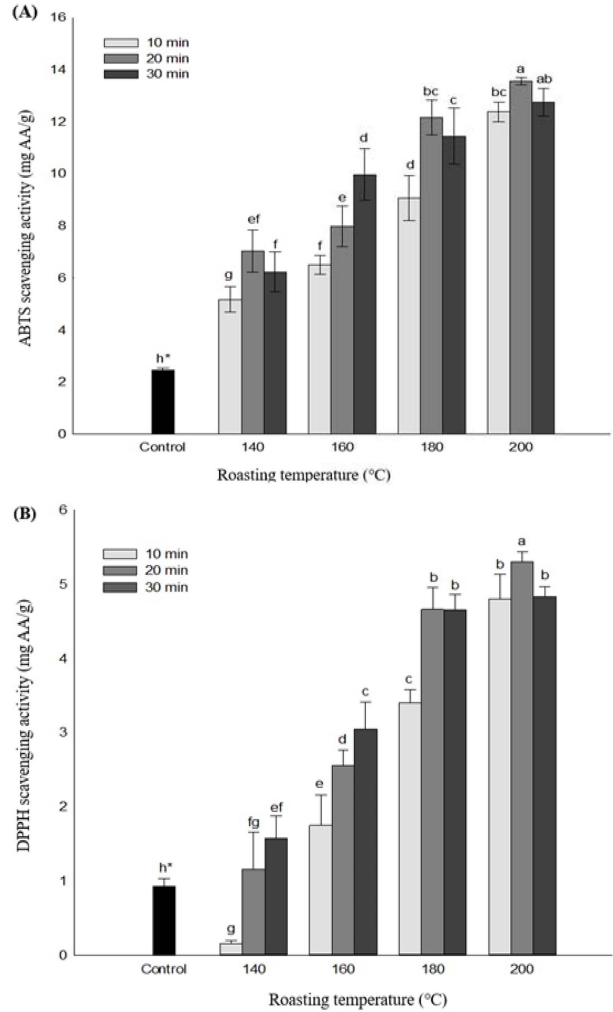 (A)
ABTS scavenging activity (mg AA/g)
16
14
12
10
8
6
4
2
0
10 min
20 min
30 min
h*
g
ef
f
f
e
d
d
bc
c
bc
a
ab
Control
140
160
180
200
Roasting temperature (°C)
(B)
DPPH scavenging activity (mg AA/g)
6
5
4
3
2
1
0
10 min
20 min
30 min
h*
g
fg
ef
e
d
c
c
b
b
b
a
b
Control
140
160
180
200
Roasting temperature (°C)